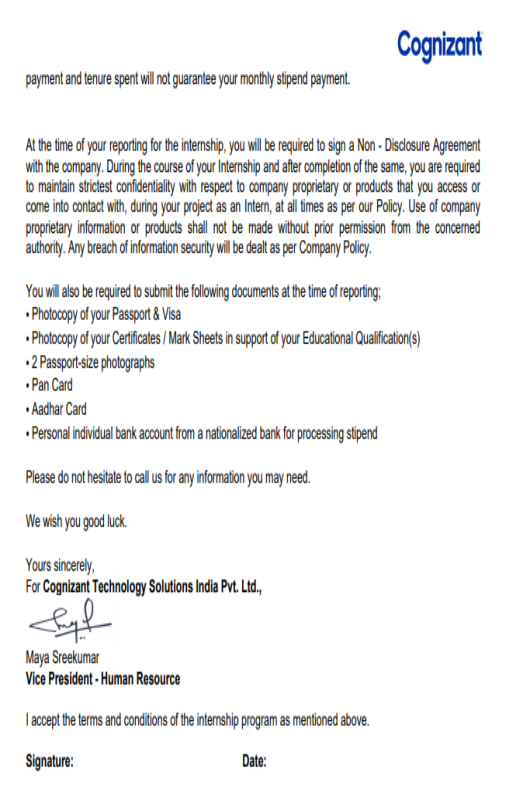 Cognizant
payment and tenure spent will not guarantee your monthly stipend payment.
At the time of your reporting for the internship, you will be required to sign a Non - Disclosure Agreement
with the company. During the course of your Internship and after completion of the same, you are required
to maintain strictest confidentiality with respect to company proprietary or products that you access or
come into contact with, during your project as an Intern, at all times as per our Policy. Use of company
proprietary information or products shall not be made without prior permission from the concerned
authority. Any breach of information security will be dealt as per Company Policy.
You will also be required to submit the following documents at the time of reporting;
• Photocopy of your Passport & Visa
• Photocopy of your Certificates / Mark Sheets in support of your Educational Qualification(s)
• 2 Passport-size photographs
• Pan Card
• Aadhar Card
• Personal individual bank account from a nationalized bank for processing stipend
Please do not hesitate to call us for any information you may need.
We wish you good luck.
Yours sincerely,
For Cognizant Technology Solutions India Pvt. Ltd.,
Maya Sreekumar
Vice President - Human Resource
I accept the terms and conditions of the internship program as mentioned above.
Signature: Date: